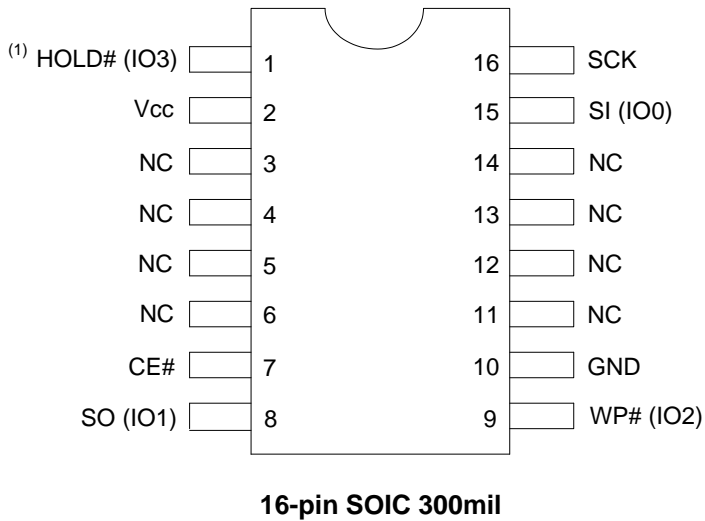 (1) HOLD# (IO3) 1 16 SCK
Vcc 2 15 SI (IO0)
NC 3 14 NC
NC 4 13 NC
NC 5 12 NC
NC 6 11 NC
CE# 7 10 GND
SO (IO1) 8 9 WP# (IO2)
16-pin SOIC 300mil